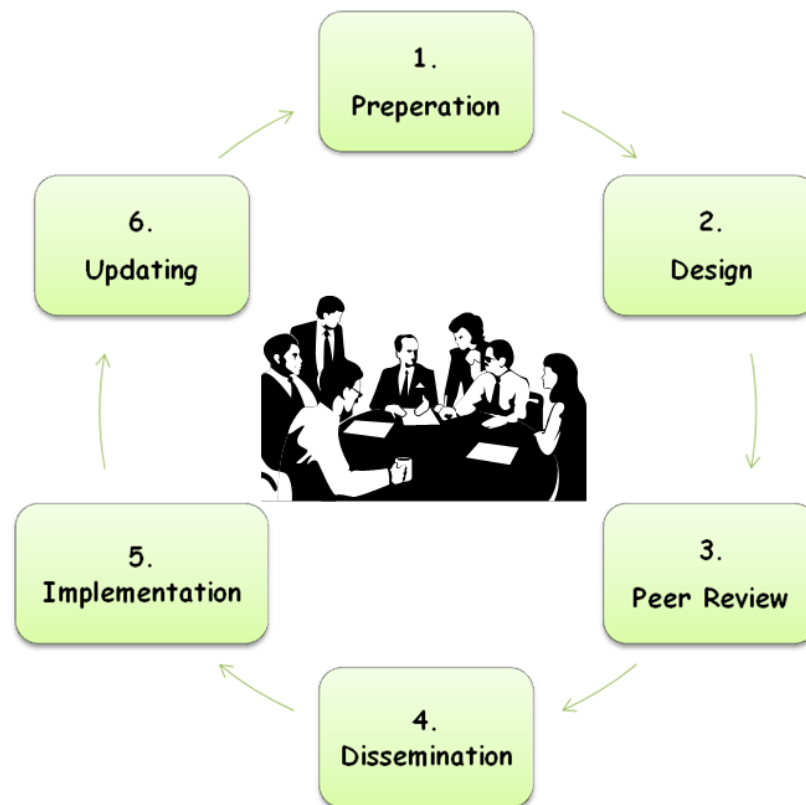 1.
Preperation
2.
Design
3.
Peer Review
4.
Dissemination
5.
Implementation
6.
Updating